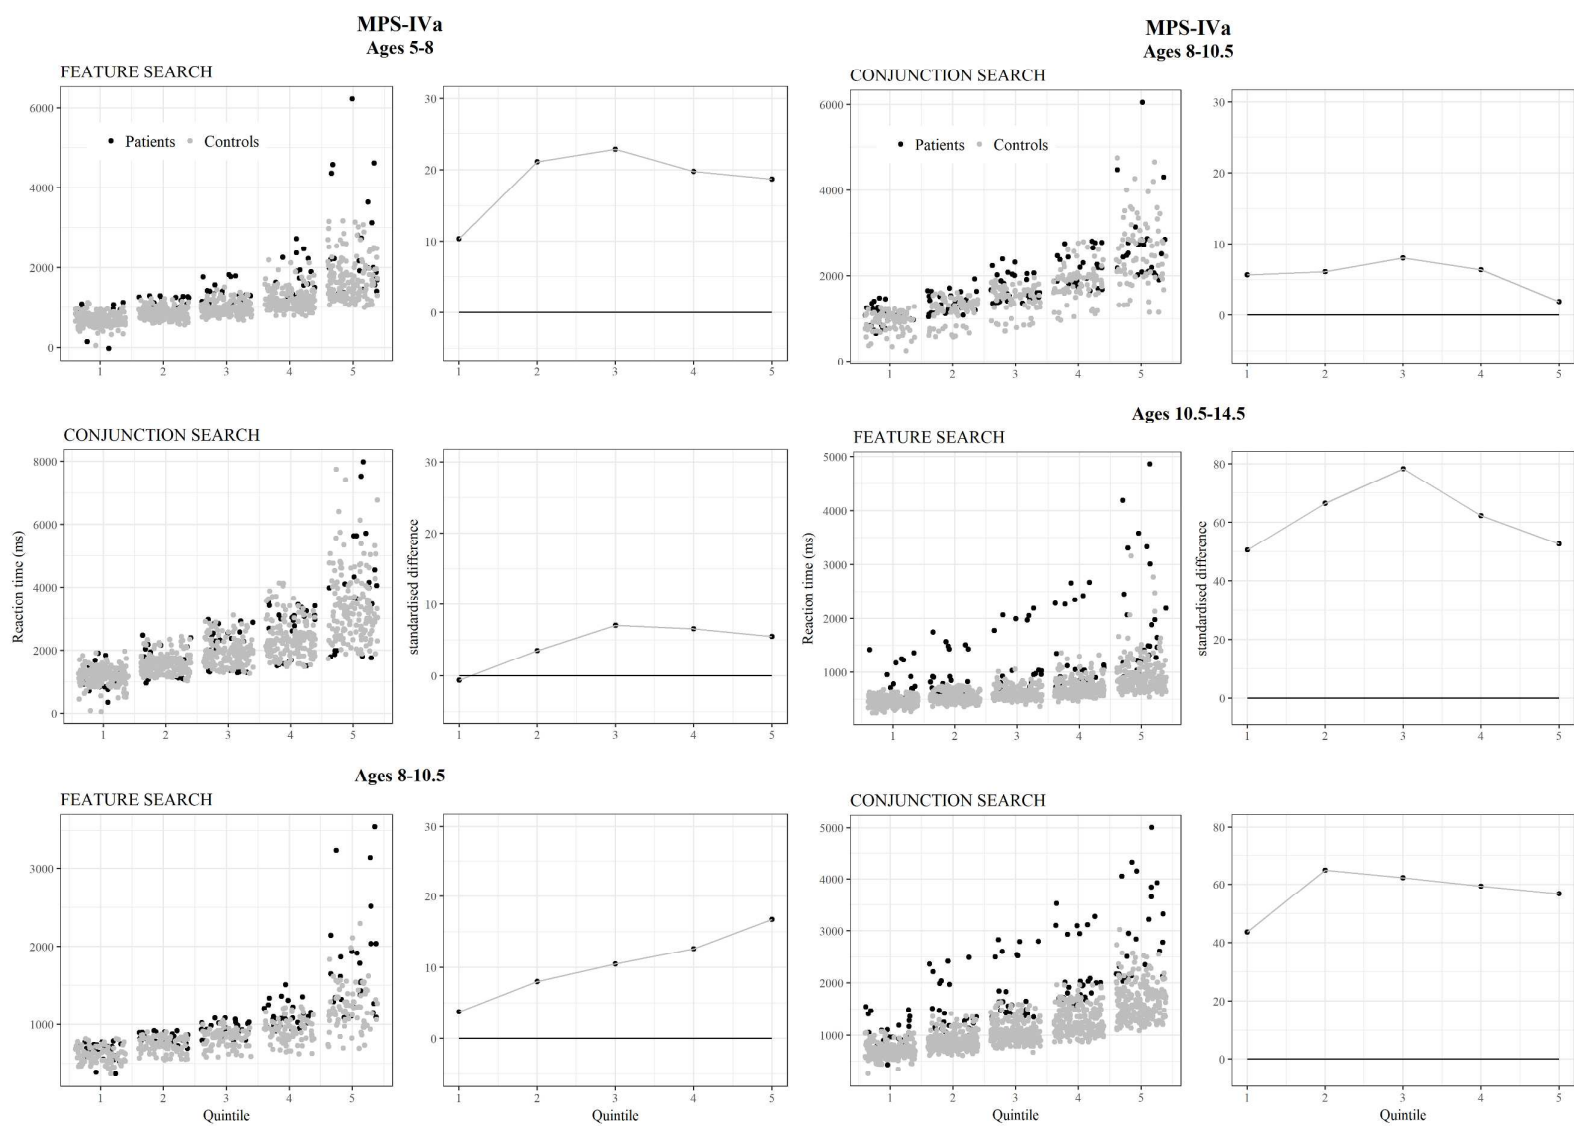 MPS-IVa
Ages 5-8
FEATURE SEARCH
6000
4000
2000
0
Patients Controls
1 2 3 4 5
30
20
10
0
1 2 3 4 5
CONJUNCTION SEARCH
Reaction time (ms)
8000
6000
4000
2000
0
1 2 3 4 5
standardised difference
30
20
10
0
1 2 3 4 5
Ages 8-10.5
FEATURE SEARCH
3000
2000
1000
1 2 3 4 5
Quintile
30
20
10
0
1 2 3 4 5
Quintile
MPS-IVa
Ages 8-10.5
CONJUNCTION SEARCH
6000
4000
2000
0
Patients Controls
1 2 3 4 5
30
20
10
0
1 2 3 4 5
Ages 10.5-14.5
FEATURE SEARCH
Reaction time (ms)
5000
4000
3000
2000
1000
1 2 3 4 5
standardised difference
80
60
40
20
0
1 2 3 4 5
CONJUNCTION SEARCH
5000
4000
3000
2000
1000
1 2 3 4 5
Quintile
80
60
40
20
0
1 2 3 4 5
Quintile